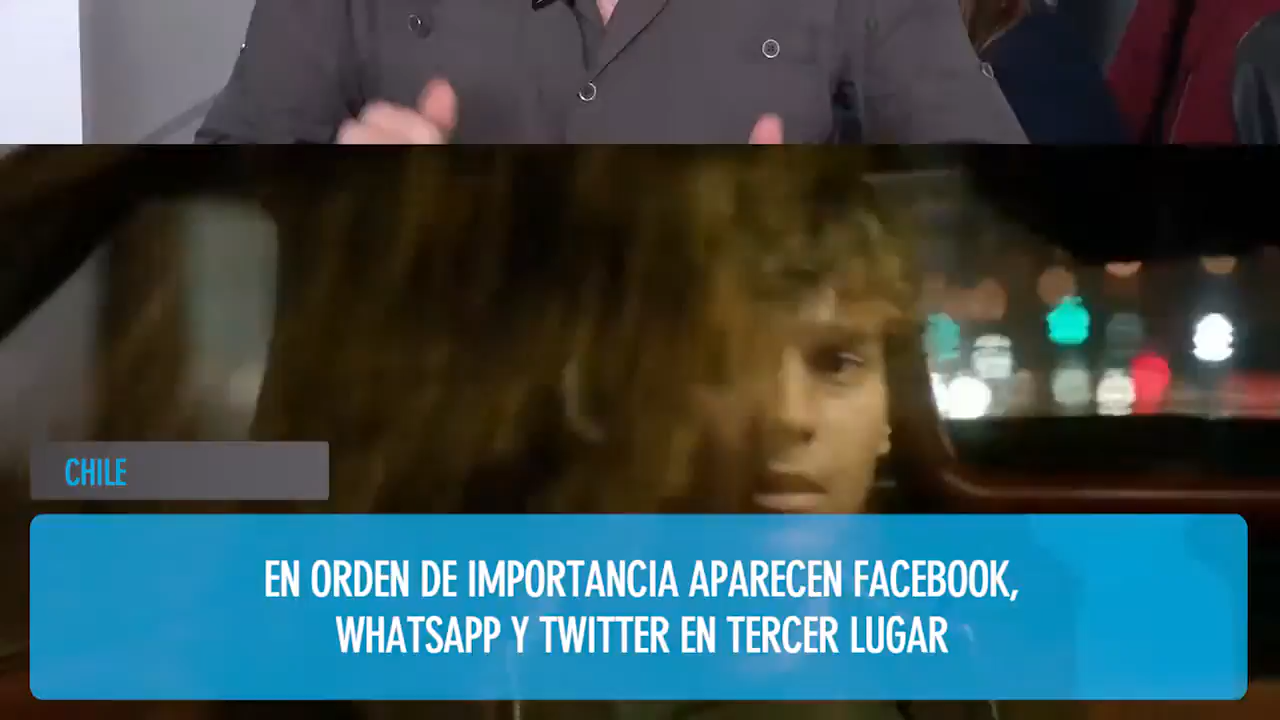 CHILE
EN ORDEN DE IMPORTANCIA APARECEN FACEBOOK,
WHATSAPP Y TWITTER EN TERCER LUGAR